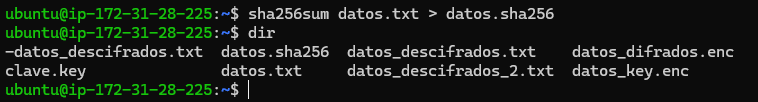 ubuntu@ip-172-31-28-225:~$ sha256sum datos.txt > datos.sha256
ubuntu@ip-172-31-28-225:~$ dir
-datos_descifrados.txt  datos.sha256  datos_descifrados.txt    datos_difrados.enc
clave.key               datos.txt     datos_descifrados_2.txt  datos_key.enc
ubuntu@ip-172-31-28-225:~$